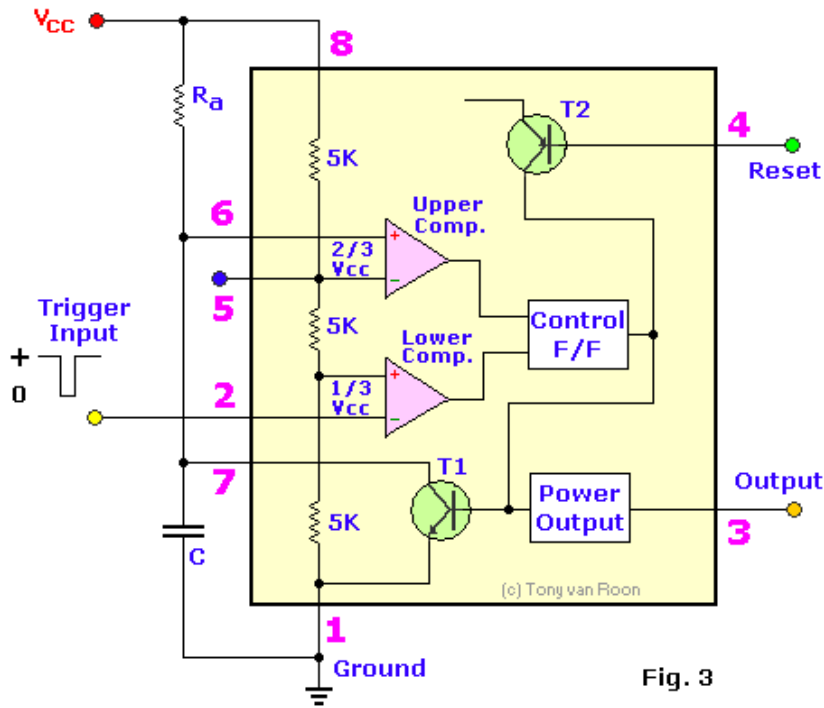 VCC
8
Ra
T2
4
5K
Reset
6
Upper
Comp.
+
2/3
Vcc
-
5
Trigger
Input
5K
Control
F/F
Lower
Comp.
+
0
2
+
1/3
Vcc
-
7
T1
Output
5K
Power
Output
3
C
(c) Tony van Roon
1
Ground
Fig. 3